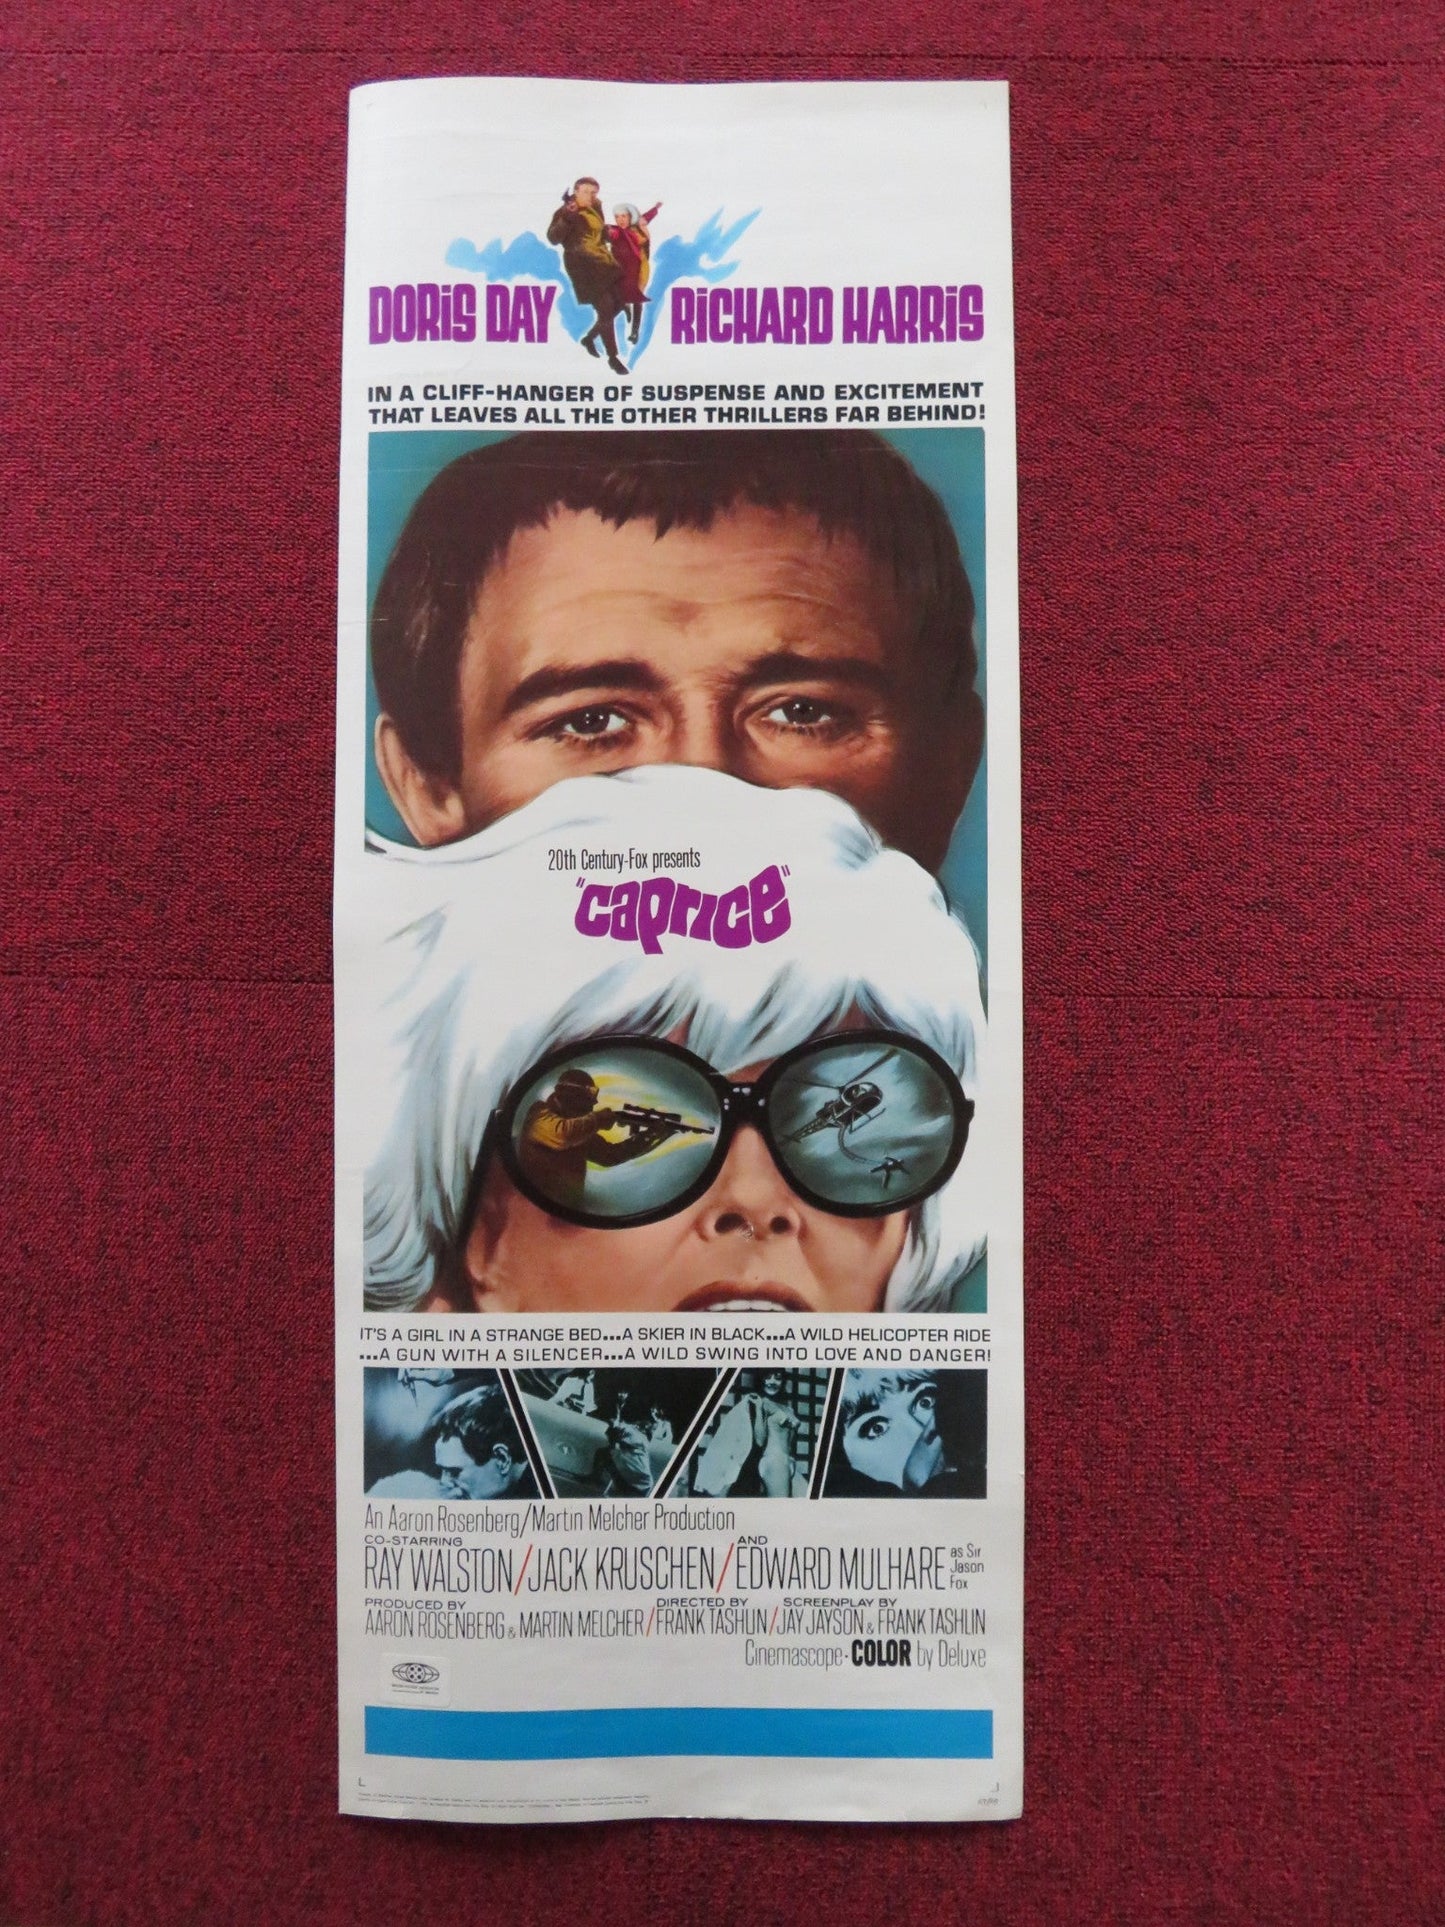 DORiS DAY RiCHARD HARRiS
IN A CLIFF-HANGER OF SUSPENSE AND EXCITEMENT
THAT LEAVES ALL THE OTHER THRILLERS FAR BEHIND!
20th Century-Fox presents
"caprice"
IT'S A GIRL IN A STRANGE BED...A SKIER IN BLACK...A WILD HELICOPTER RIDE
...A GUN WITH A SILENCER...A WILD SWING INTO LOVE AND DANGER!
An Aaron Rosenberg/Martin Melcher Production
CO-STARRING AND
RAY WALSTON/JACK KRUSCHEN/EDWARD MULHARE as Sir Jason Fox
PRODUCED BY DIRECTED BY SCREENPLAY BY
AARON ROSENBERG & MARTIN MELCHER/FRANK TASHLIN/JAY JAYSON & FRANK TASHLIN
Cinemascope · COLOR by Deluxe